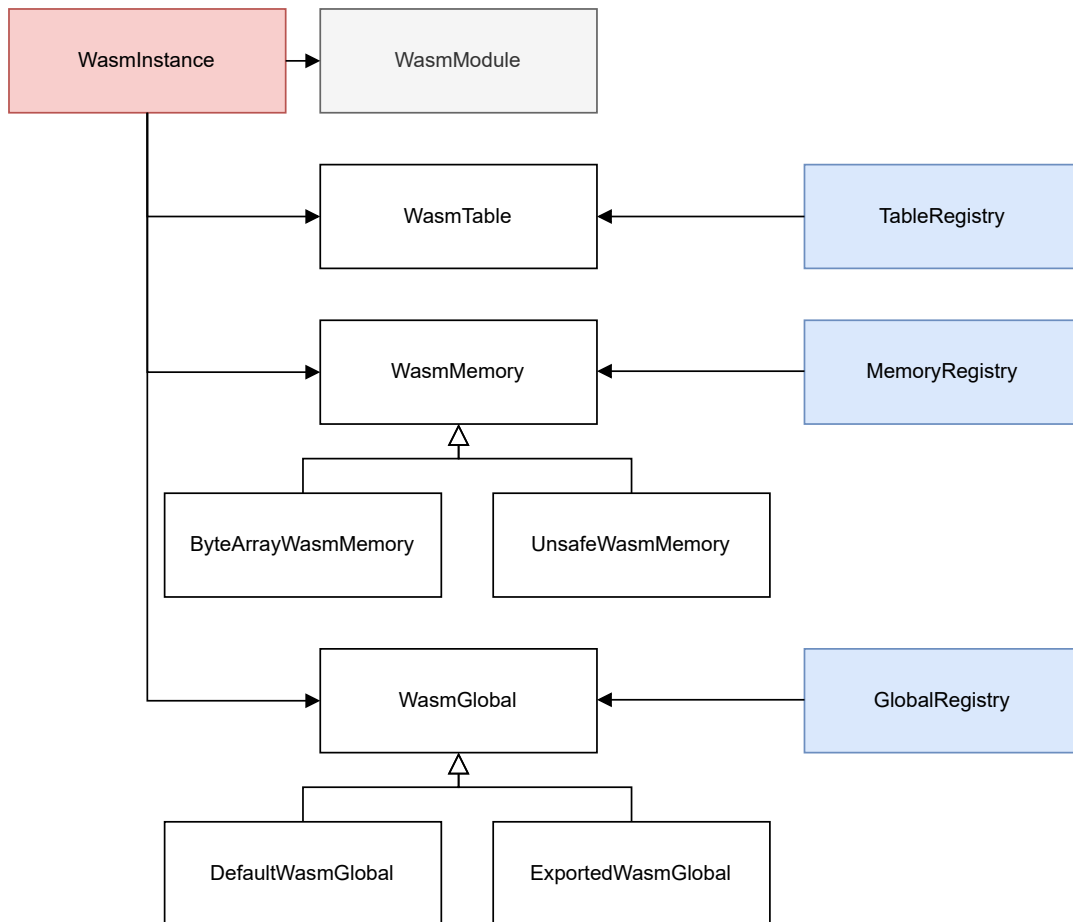 WasmInstance
WasmModule
WasmTable
TableRegistry
WasmMemory
MemoryRegistry
ByteArrayWasmMemory
UnsafeWasmMemory
WasmGlobal
GlobalRegistry
DefaultWasmGlobal
ExportedWasmGlobal